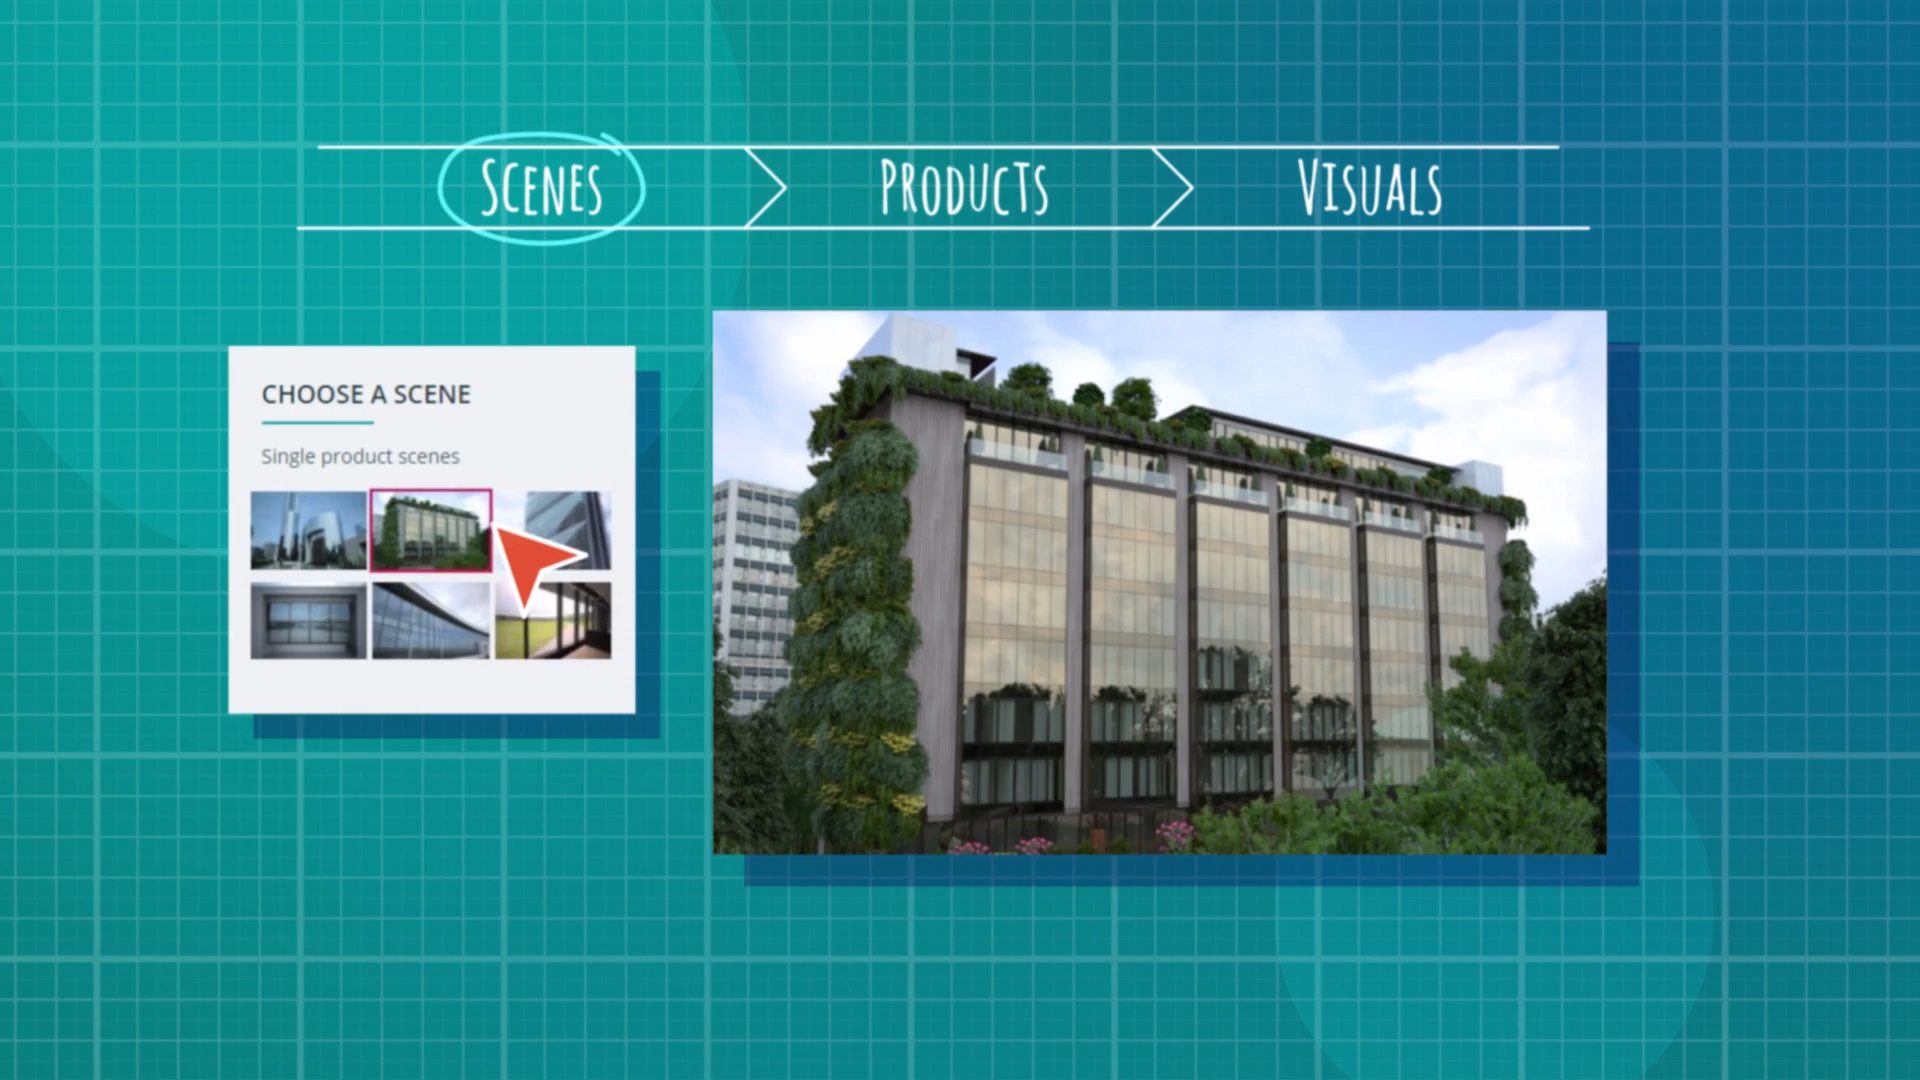 SCENES
PRODUCTS
VISUALS
CHOOSE A SCENE
Single product scenes